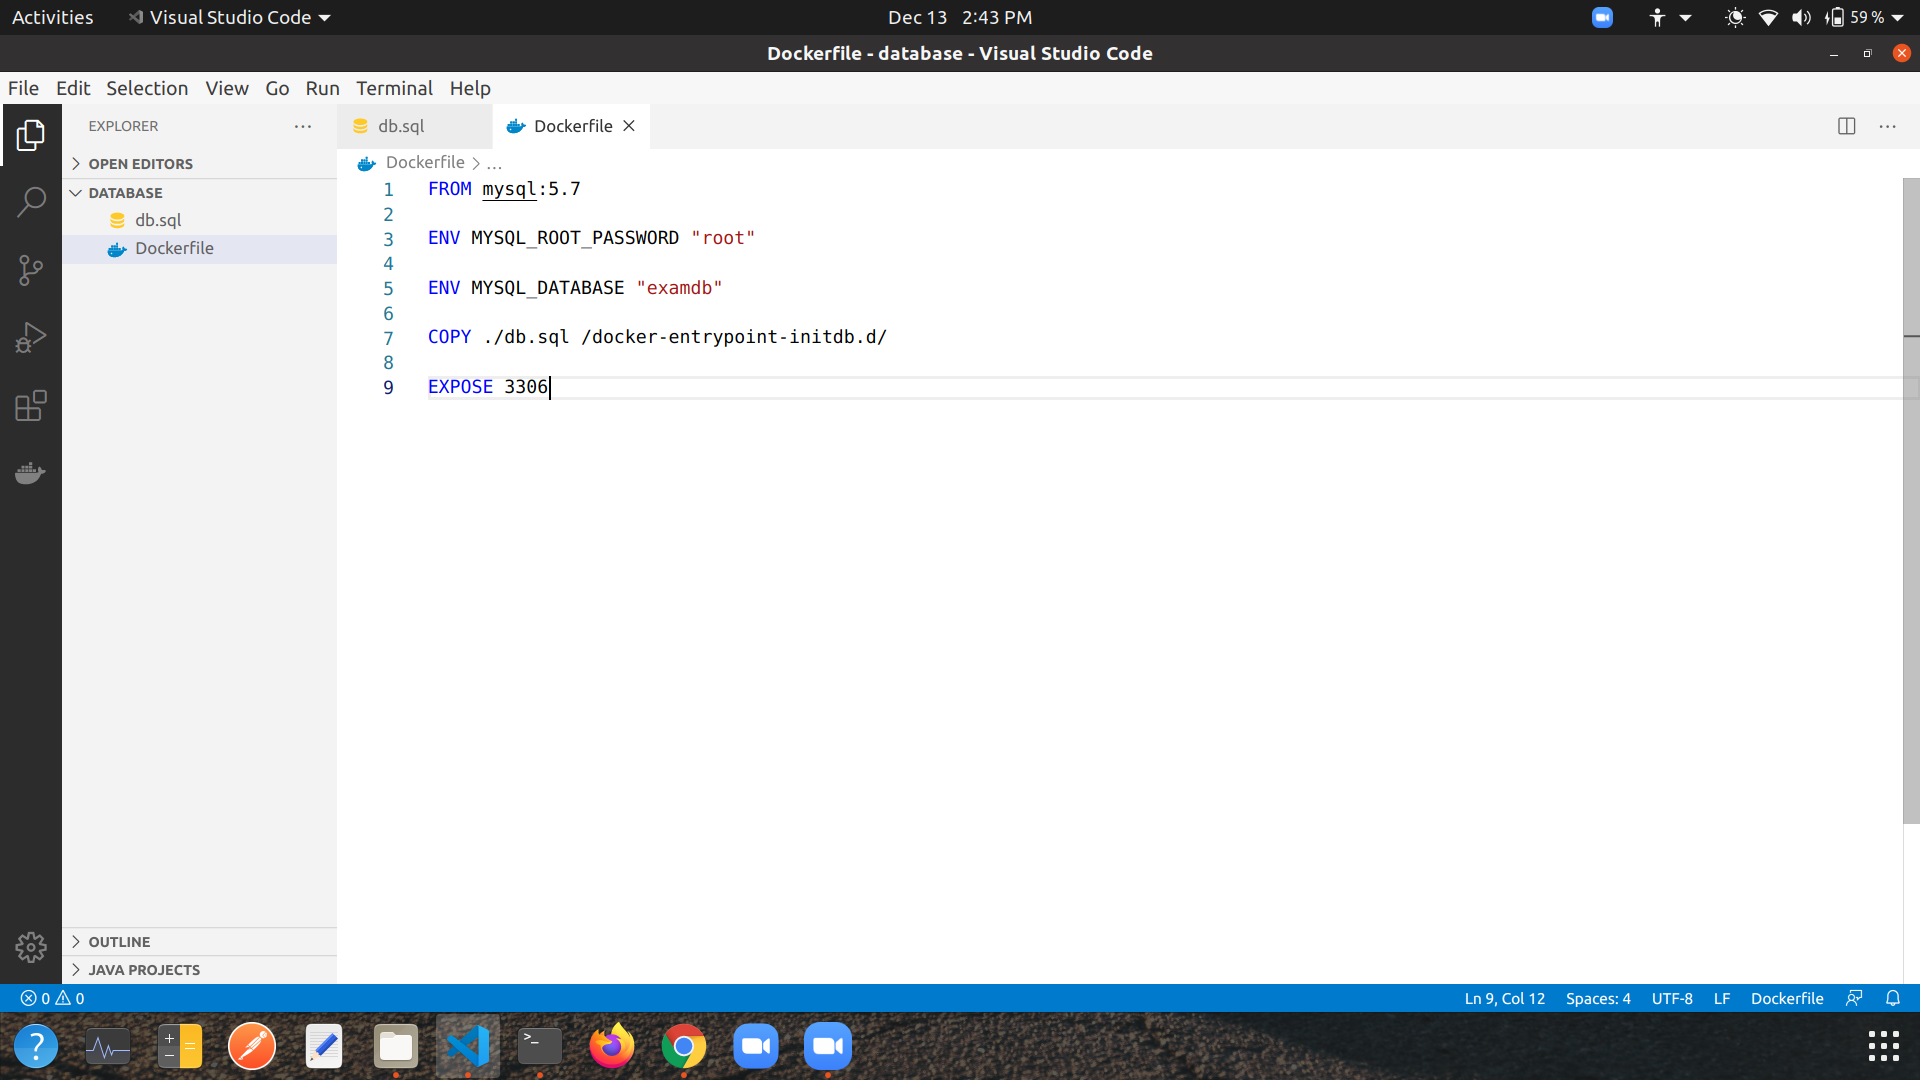 Activities Visual Studio Code Dec 13 2:43 PM 59 %
Dockerfile - database - Visual Studio Code
File Edit Selection View Go Run Terminal Help
EXPLORER
db.sql Dockerfile
OPEN EDITORS
Dockerfile > ...
DATABASE
db.sql
Dockerfile
1 FROM mysql:5.7
2
3 ENV MYSQL_ROOT_PASSWORD "root"
4
5 ENV MYSQL_DATABASE "examdb"
6
7 COPY ./db.sql /docker-entrypoint-initdb.d/
8
9 EXPOSE 3306
OUTLINE
JAVA PROJECTS
0 0 Ln 9, Col 12 Spaces: 4 UTF-8 LF Dockerfile